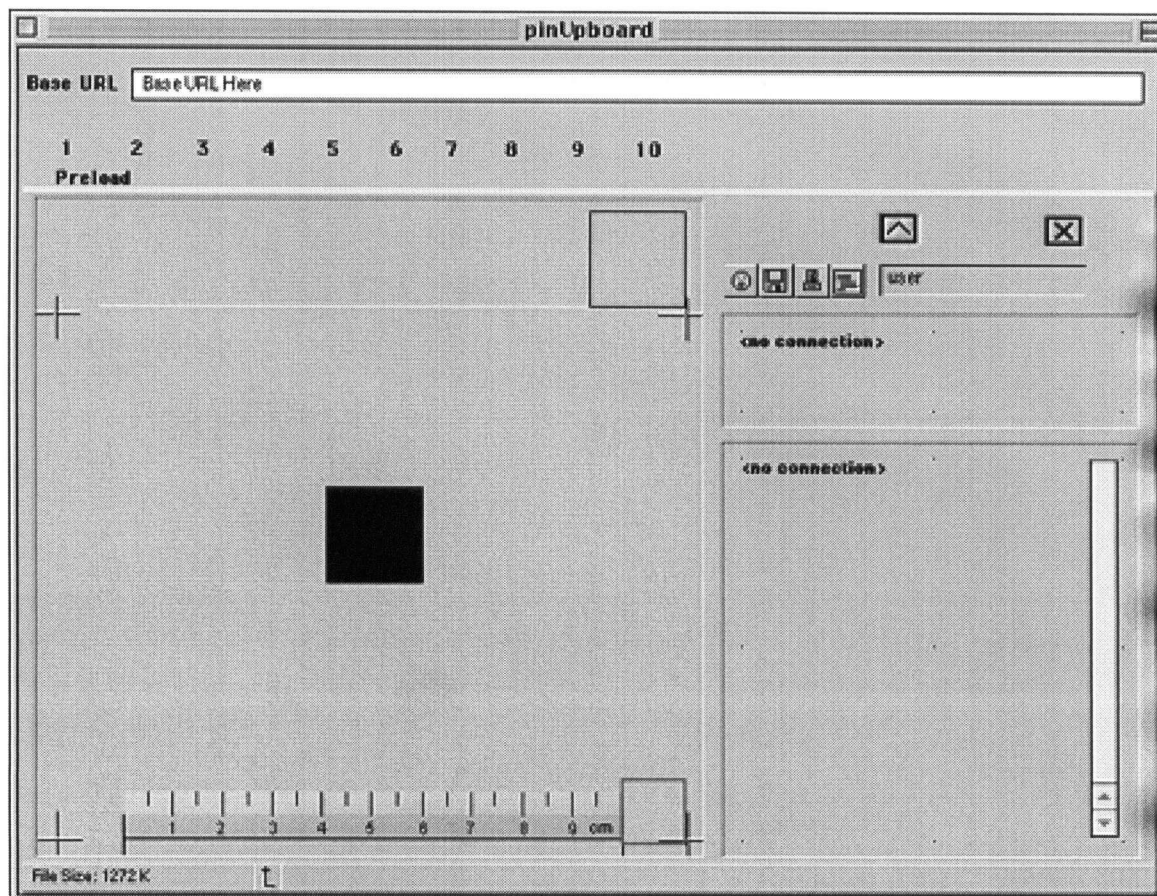 pinUpboard
Base URL Base URL Here
1 2 3 4 5 6 7 8 9 10
Preload
user
<no connection>
<no connection>
1 2 3 4 5 6 7 8 9 cm
File Size: 1272 K